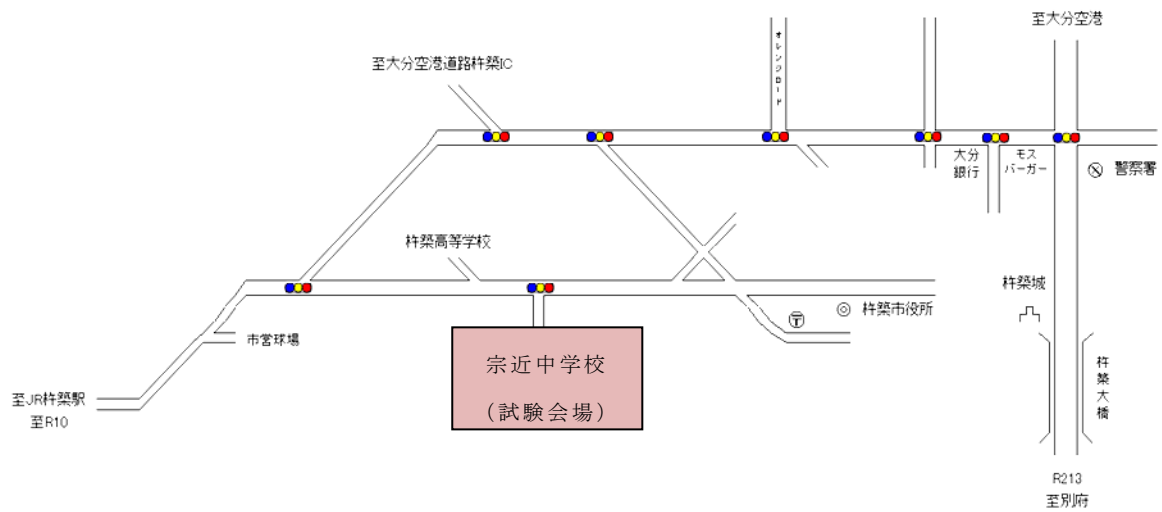 至大分空港
オレンジロード
至大分空港道路杵築IC
大分
銀行
モス
バーガー
警察署
杵築高等学校
杵築城
杵築市役所
市営球場
宗近中学校
(試験会場)
杵築大橋
至JR杵築駅
至R10
R213
至別府